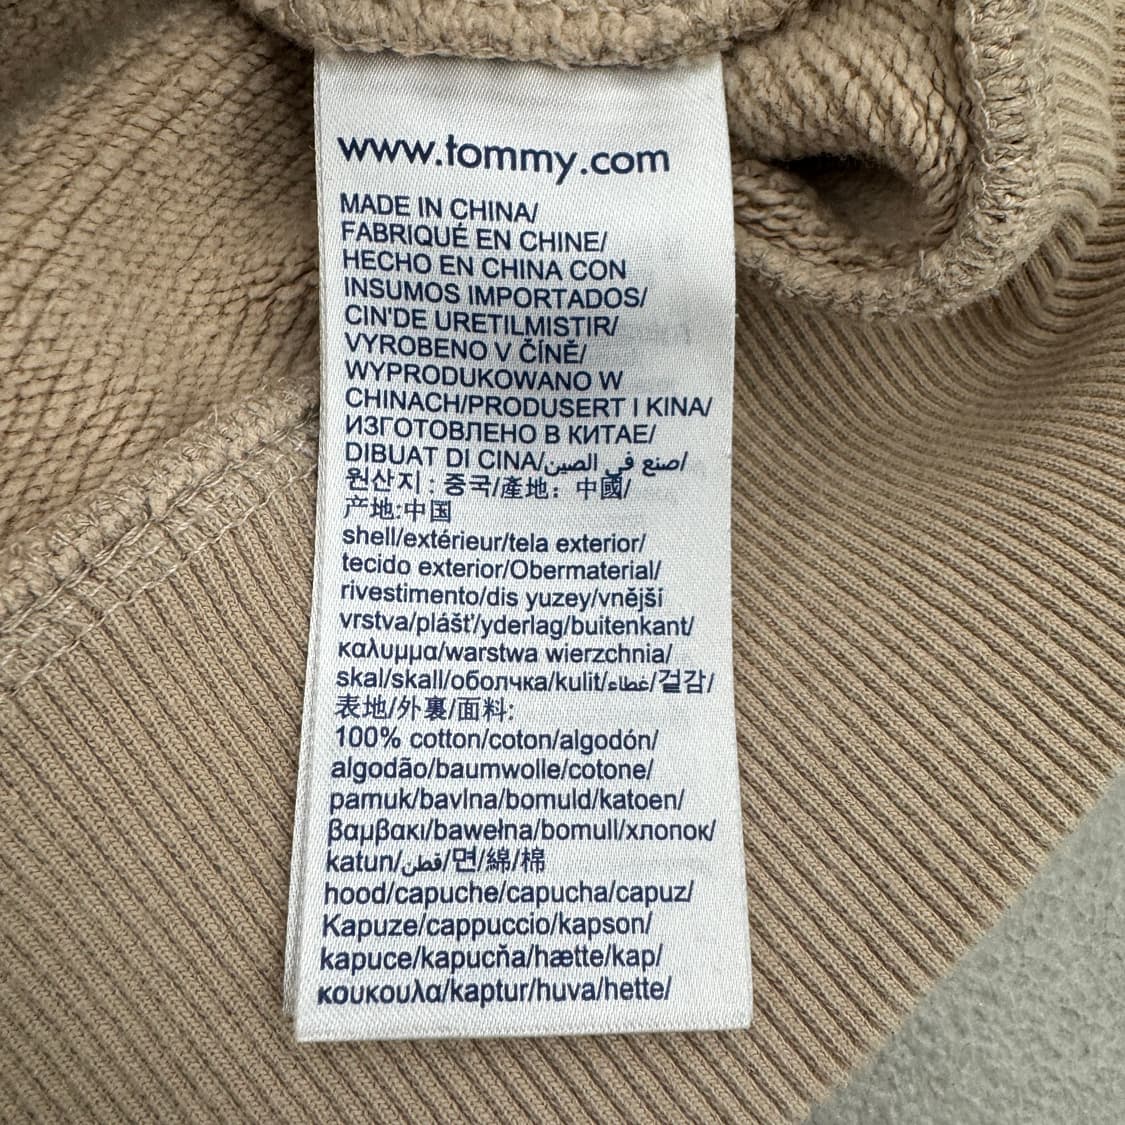 www.tommy.com
MADE IN CHINA/
FABRIQUÉ EN CHINE/
HECHO EN CHINA CON
INSUMOS IMPORTADOS/
CIN'DE URETILMISTIR/
VYROBENO V ČÍNĚ/
WYPRODUKOWANO W
CHINACH/PRODUSERT I KINA/
ИЗГОТОВЛЕНО В КИТАЕ/
DIBUAT DI CINA/صنع في الصين/
원산지 : 중국/產地: 中國/
产地:中国
shell/extérieur/tela exterior/
tecido exterior/Obermaterial/
rivestimento/dis yuzey/vnější
vrstva/plášť/yderlag/buitenkant/
καλυμμα/warstwa wierzchnia/
skal/skall/оболчка/kulit/غطاء/겉감/
表地/外裏/面料:
100% cotton/coton/algodón/
algodão/baumwolle/cotone/
pamuk/bavlna/bomuld/katoen/
βαμβακι/bawełna/bomull/хлопок/
katun/قطن/면/綿/棉
hood/capuche/capucha/capuz/
Kapuze/cappuccio/kapson/
kapuce/kapucňa/hætte/kap/
κουκουλα/kaptur/huva/hette/